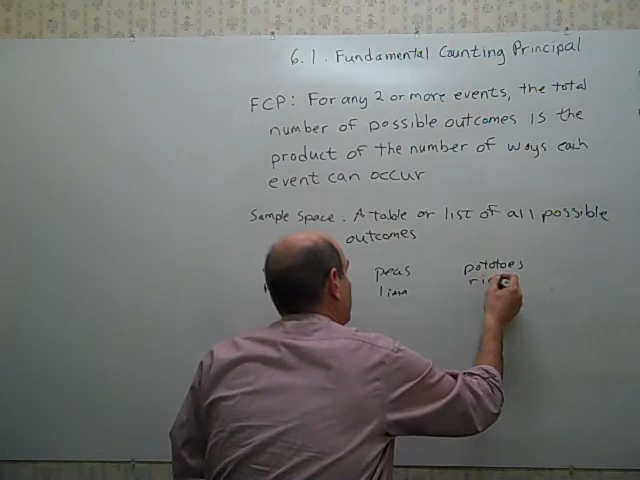 6.1. Fundamental Counting Principal
FCP: For any 2 or more events, the total
number of possible outcomes is the
product of the number of ways each
event can occur
Sample Space. A Table or list of all possible
outcomes
peas potatoes
lima